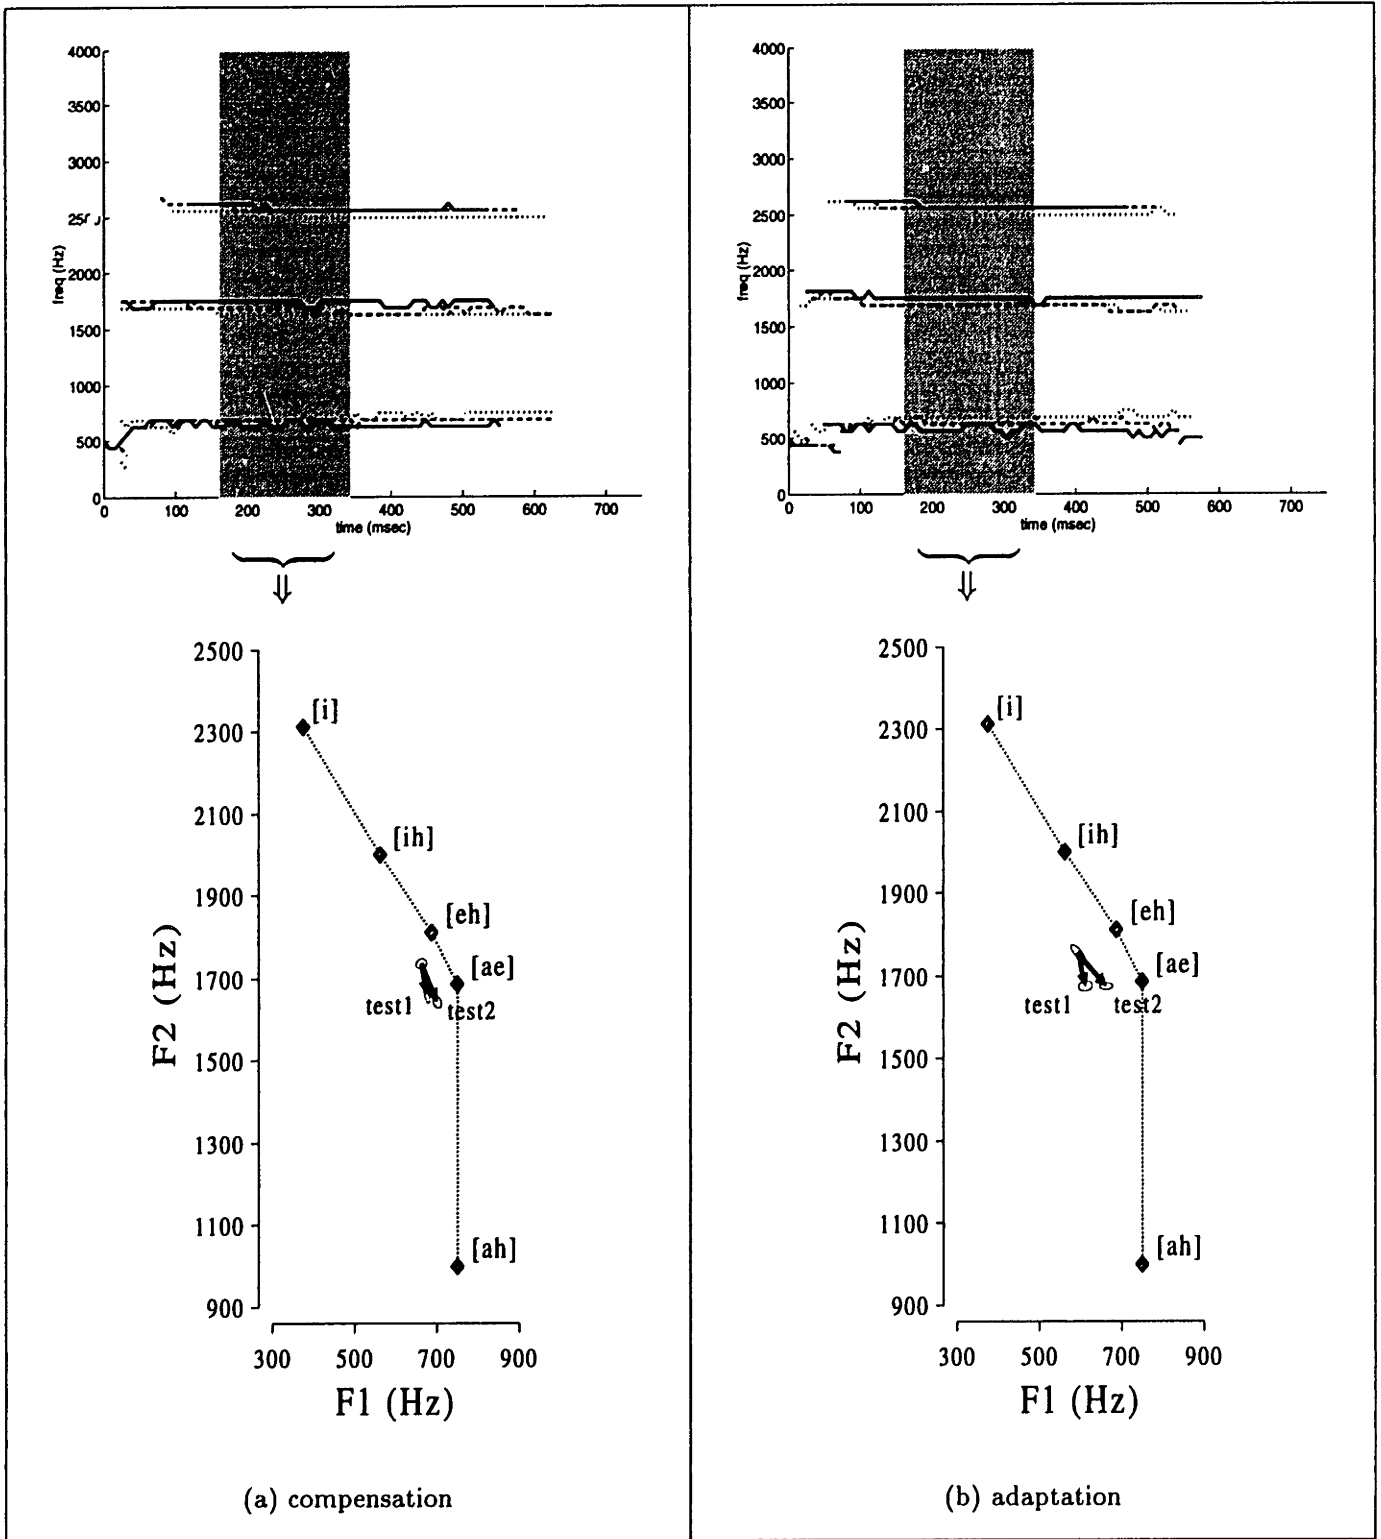 4000
3500
3000
2000
1500
1000
500
0
freq (Hz)
0 100 200 300 400 500 600 700
time (msec)
2500
2300
2100
1900
1700
1500
1300
1100
900
F2 (Hz)
[i]
[ih]
[eh]
[ae]
test1 test2
[ah]
300 500 700 900
F1 (Hz)
(a) compensation
4000
3500
3000
2500
2000
1500
1000
500
0
freq (Hz)
0 100 200 300 400 500 600 700
time (msec)
2500
2300
2100
1900
1700
1500
1300
1100
900
F2 (Hz)
[i]
[ih]
[eh]
[ae]
test1 test2
[ah]
300 500 700 900
F1 (Hz)
(b) adaptation